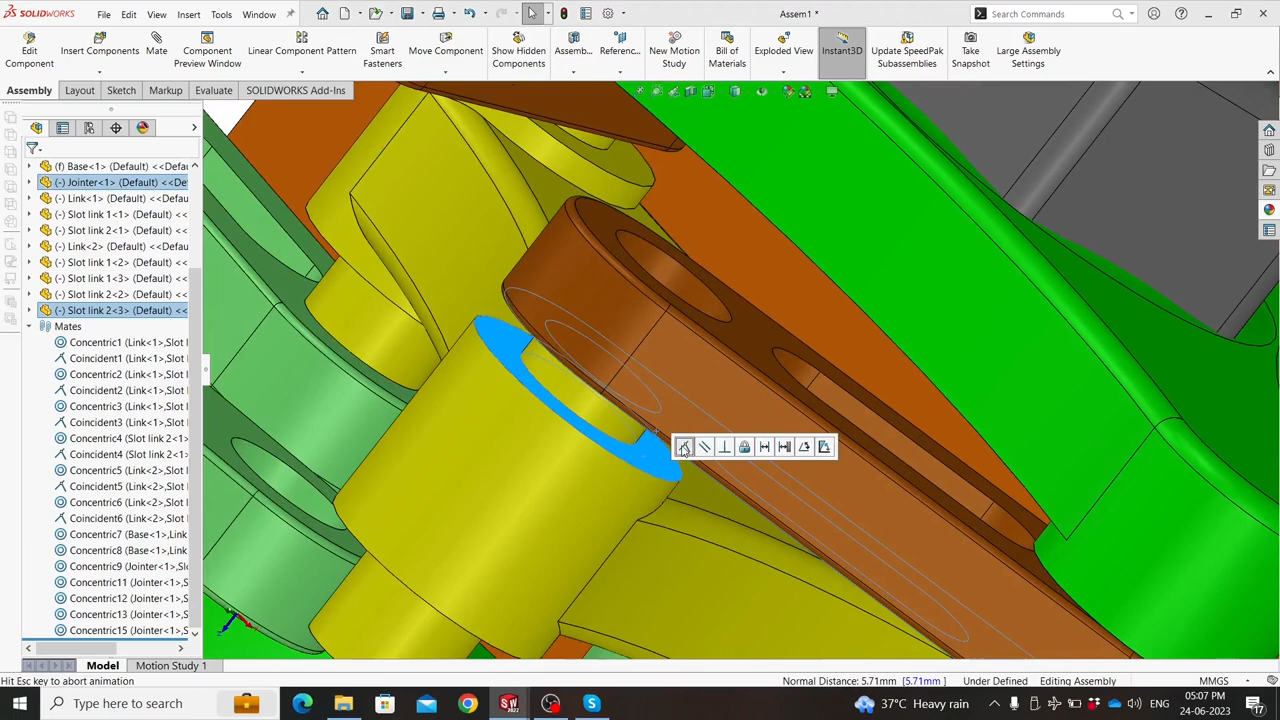 SOLIDWORKS File Edit View Insert Tools Window Assem1 * Search Commands
Edit Component Insert Components Mate Component Preview Window Linear Component Pattern Smart Fasteners Move Component Show Hidden Components Assemb... Referenc... New Motion Study Bill of Materials Exploded View Instant3D Update SpeedPak Subassemblies Take Snapshot Large Assembly Settings
Assembly Layout Sketch Markup Evaluate SOLIDWORKS Add-Ins
(f) Base<1> (Default) <<Defau
(-) Jointer<1> (Default) <<De
(-) Link<1> (Default) <<Defau
(-) Slot link 1<1> (Default) <<
(-) Slot link 2<1> (Default) <<
(-) Link<2> (Default) <<Defau
(-) Slot link 1<2> (Default) <<
(-) Slot link 1<3> (Default) <<
(-) Slot link 2<2> (Default) <<
(-) Slot link 2<3> (Default) <<
Mates
Concentric1 (Link<1>,Slot l
Coincident1 (Link<1>,Slot l
Concentric2 (Link<1>,Slot l
Coincident2 (Link<1>,Slot l
Concentric3 (Link<1>,Slot l
Coincident3 (Link<1>,Slot l
Concentric4 (Slot link 2<1>
Coincident4 (Slot link 2<1>
Concentric5 (Link<2>,Slot l
Coincident5 (Link<2>,Slot l
Concentric6 (Link<2>,Slot l
Coincident6 (Link<2>,Slot l
Concentric7 (Base<1>,Link
Concentric8 (Base<1>,Link
Concentric9 (Jointer<1>,Sl
Concentric11 (Jointer<1>,S
Concentric12 (Jointer<1>,S
Concentric13 (Jointer<1>,S
Concentric15 (Jointer<1>,S
Model Motion Study 1
Hit Esc key to abort animation Normal Distance: 5.71mm [5.71mm] Under Defined Editing Assembly MMGS
Type here to search 37°C Heavy rain ENG 05:07 PM
24-06-2023